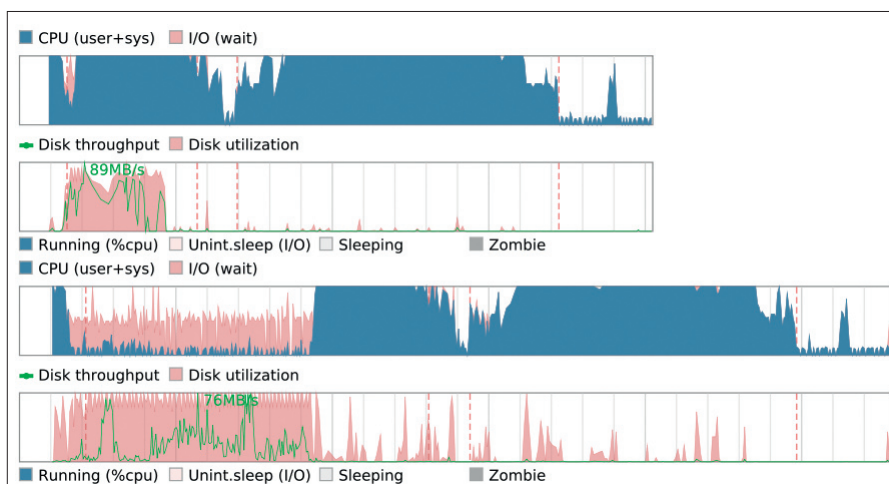 CPU (user+sys) I/O (wait)
Disk throughput Disk utilization
89MB/s
Running (%cpu) Unint.sleep (I/O) Sleeping Zombie
CPU (user+sys) I/O (wait)
Disk throughput Disk utilization
76MB/s
Running (%cpu) Unint.sleep (I/O) Sleeping Zombie